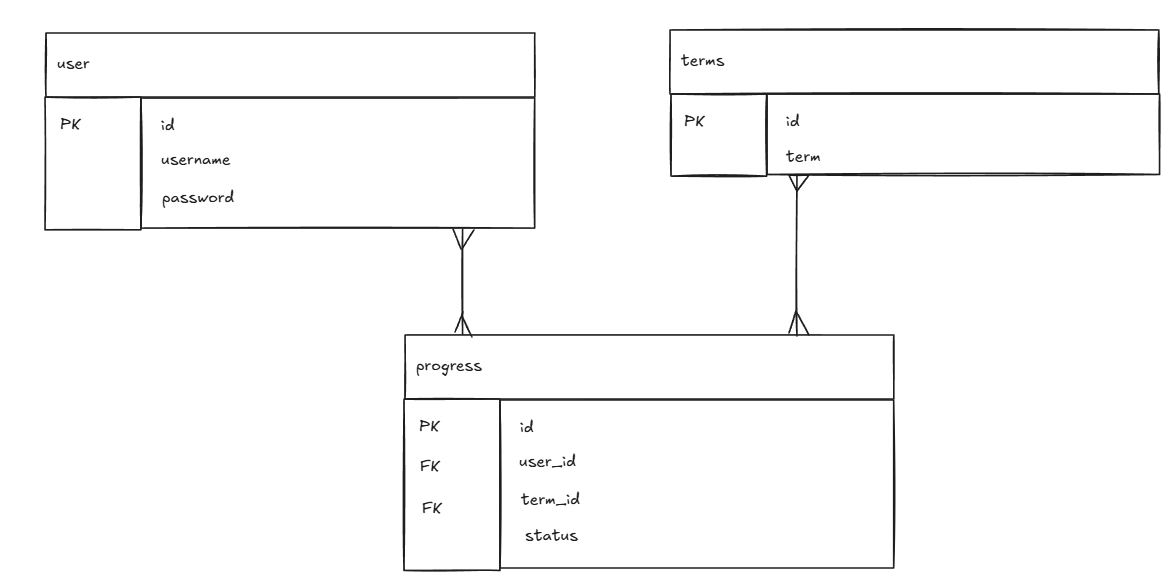 user
PK
id
username
password
terms
PK
id
term
progress
PK
id
FK
user_id
FK
term_id
status